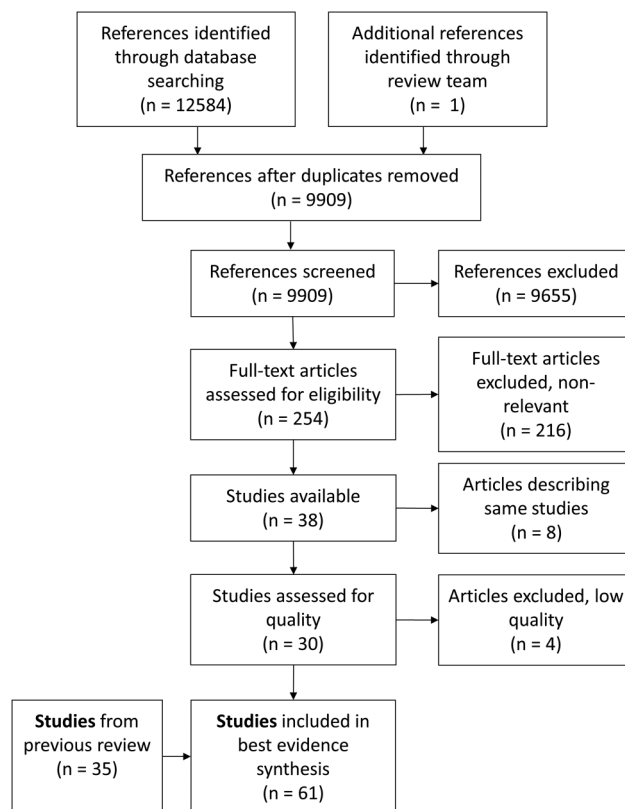 References identified
through database
searching
(n = 12584)
Additional references
identified through
review team
(n =  1)
References after duplicates removed
(n = 9909)
References screened
(n = 9909)
References excluded
(n = 9655)
Full-text articles
assessed for eligibility
(n = 254)
Full-text articles
excluded, non-
relevant
(n = 216)
Studies available
(n = 38)
Articles describing
same studies
(n = 8)
Studies assessed for
quality
(n = 30)
Articles excluded, low
quality
(n = 4)
Studies from
previous review
(n = 35)
Studies included in
best evidence
synthesis
(n = 61)